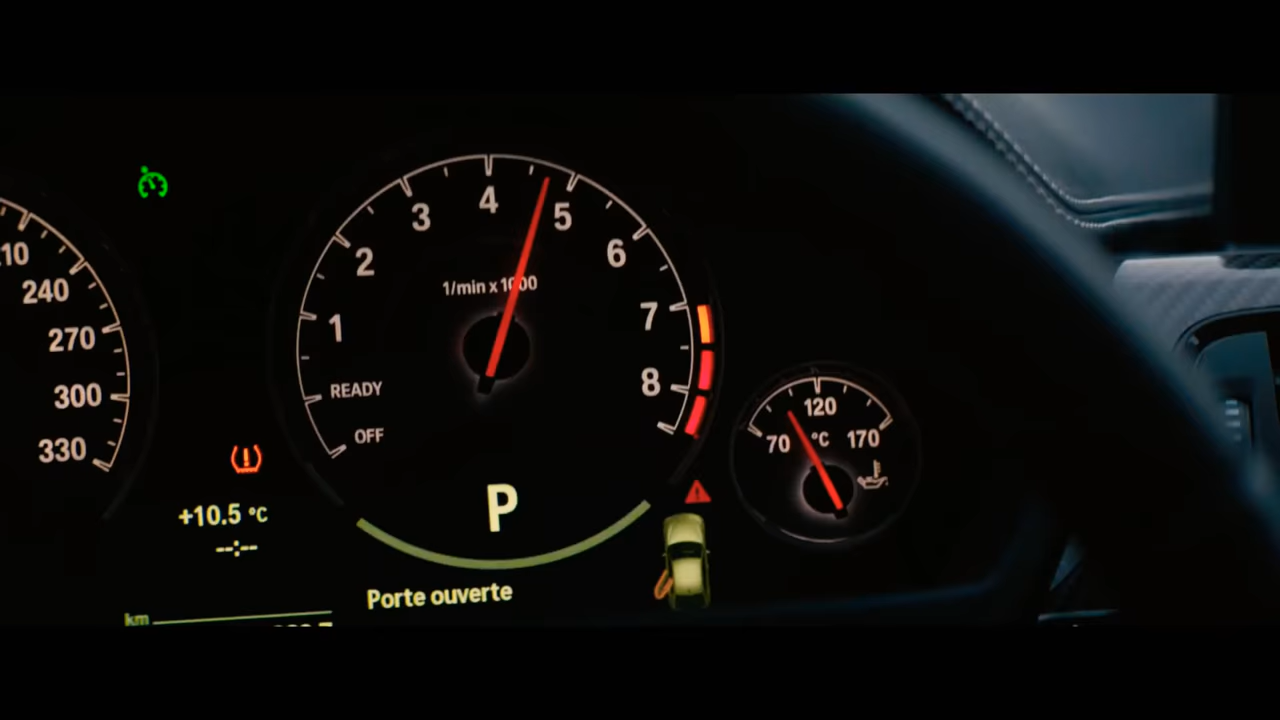 240
270
300
330
+10.5 °C
--:--
km
1
2
3
4
5
6
7
8
1/min x 1000
READY
OFF
P
Porte ouverte
70
120
170
°C